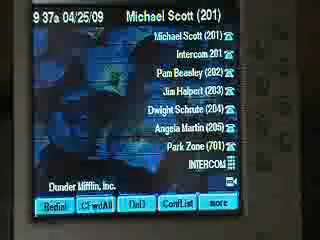 9 37a 04/25/09 Michael Scott (201)
Michael Scott (201)
Intercom 201
Pam Beasley (202)
Jim Halpert (203)
Dwight Schrute (204)
Angela Martin (205)
Park Zone (701)
INTERCOM
Dunder Mifflin, Inc.
Redial CFwdAll DnD ConfList more